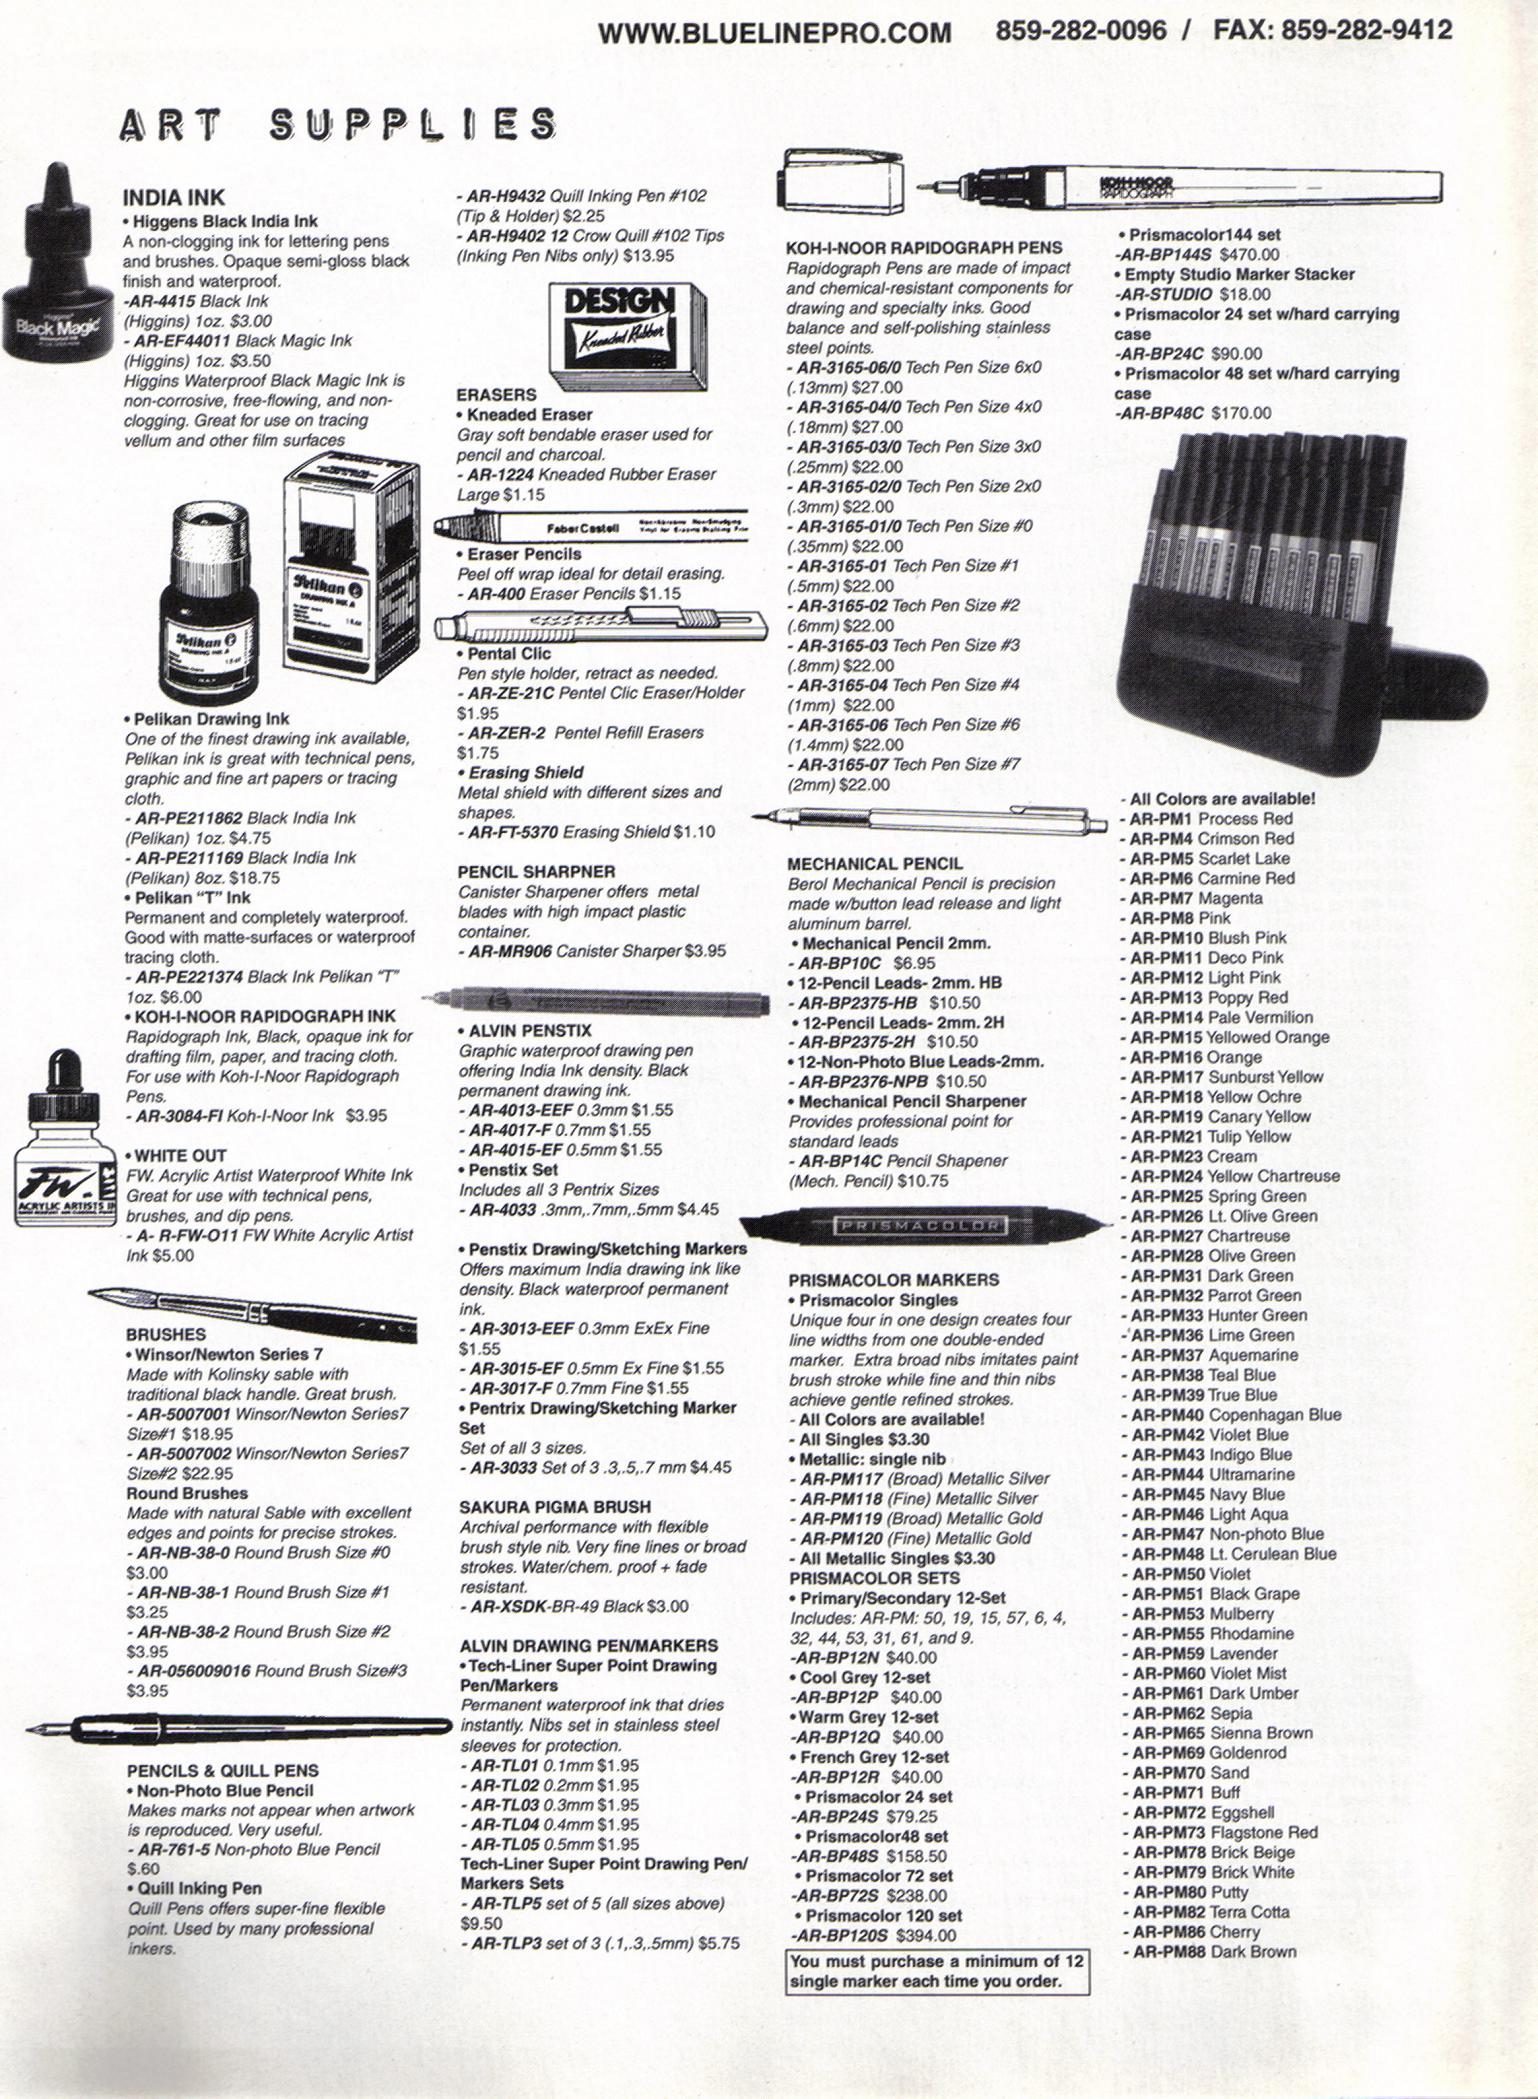 WWW.BLUELINEPRO.COM 859-282-0096 / FAX: 859-282-9412
ART SUPPLIES
Higgins
Black Magic
INDIA INK
• Higgens Black India Ink
A non-clogging ink for lettering pens
and brushes. Opaque semi-gloss black
finish and waterproof.
-AR-4415 Black Ink
(Higgins) 1oz. $3.00
- AR-EF44011 Black Magic Ink
(Higgins) 1oz. $3.50
Higgins Waterproof Black Magic Ink is
non-corrosive, free-flowing, and non-
clogging. Great for use on tracing
vellum and other film surfaces
Pelikan
DRAWING INK A
Pelikan
DRAWING INK A
• Pelikan Drawing Ink
One of the finest drawing ink available,
Pelikan ink is great with technical pens,
graphic and fine art papers or tracing
cloth.
- AR-PE211862 Black India Ink
(Pelikan) 1oz. $4.75
- AR-PE211169 Black India Ink
(Pelikan) 8oz. $18.75
• Pelikan “T” Ink
Permanent and completely waterproof.
Good with matte-surfaces or waterproof
tracing cloth.
- AR-PE221374 Black Ink Pelikan “T”
1oz. $6.00
• KOH-I-NOOR RAPIDOGRAPH INK
Rapidograph Ink, Black, opaque ink for
drafting film, paper, and tracing cloth.
For use with Koh-I-Noor Rapidograph
Pens.
- AR-3084-FI Koh-I-Noor Ink $3.95
FW.
ACRYLIC ARTISTS IN
• WHITE OUT
FW. Acrylic Artist Waterproof White Ink
Great for use with technical pens,
brushes, and dip pens.
- A- R-FW-O11 FW White Acrylic Artist
Ink $5.00
BRUSHES
• Winsor/Newton Series 7
Made with Kolinsky sable with
traditional black handle. Great brush.
- AR-5007001 Winsor/Newton Series7
Size#1 $18.95
- AR-5007002 Winsor/Newton Series7
Size#2 $22.95
Round Brushes
Made with natural Sable with excellent
edges and points for precise strokes.
- AR-NB-38-0 Round Brush Size #0
$3.00
- AR-NB-38-1 Round Brush Size #1
$3.25
- AR-NB-38-2 Round Brush Size #2
$3.95
- AR-056009016 Round Brush Size#3
$3.95
PENCILS & QUILL PENS
• Non-Photo Blue Pencil
Makes marks not appear when artwork
is reproduced. Very useful.
- AR-761-5 Non-photo Blue Pencil
$.60
• Quill Inking Pen
Quill Pens offers super-fine flexible
point. Used by many professional
inkers.
- AR-H9432 Quill Inking Pen #102
(Tip & Holder) $2.25
- AR-H9402 12 Crow Quill #102 Tips
(Inking Pen Nibs only) $13.95
DESIGN
Kneaded Rubber
ERASERS
• Kneaded Eraser
Gray soft bendable eraser used for
pencil and charcoal.
- AR-1224 Kneaded Rubber Eraser
Large $1.15
FaberCastell
• Eraser Pencils
Peel off wrap ideal for detail erasing.
- AR-400 Eraser Pencils $1.15
• Pental Clic
Pen style holder, retract as needed.
- AR-ZE-21C Pentel Clic Eraser/Holder
$1.95
- AR-ZER-2 Pentel Refill Erasers
$1.75
• Erasing Shield
Metal shield with different sizes and
shapes.
- AR-FT-5370 Erasing Shield $1.10
PENCIL SHARPNER
Canister Sharpener offers metal
blades with high impact plastic
container.
- AR-MR906 Canister Sharper $3.95
• ALVIN PENSTIX
Graphic waterproof drawing pen
offering India Ink density. Black
permanent drawing ink.
- AR-4013-EEF 0.3mm $1.55
- AR-4017-F 0.7mm $1.55
- AR-4015-EF 0.5mm $1.55
• Penstix Set
Includes all 3 Pentrix Sizes
- AR-4033 .3mm,.7mm,.5mm $4.45
• Penstix Drawing/Sketching Markers
Offers maximum India drawing ink like
density. Black waterproof permanent
ink.
- AR-3013-EEF 0.3mm ExEx Fine
$1.55
- AR-3015-EF 0.5mm Ex Fine $1.55
- AR-3017-F 0.7mm Fine $1.55
• Pentrix Drawing/Sketching Marker
Set
Set of all 3 sizes.
- AR-3033 Set of 3 .3,.5,.7 mm $4.45
SAKURA PIGMA BRUSH
Archival performance with flexible
brush style nib. Very fine lines or broad
strokes. Water/chem. proof + fade
resistant.
- AR-XSDK-BR-49 Black $3.00
ALVIN DRAWING PEN/MARKERS
•Tech-Liner Super Point Drawing
Pen/Markers
Permanent waterproof ink that dries
instantly. Nibs set in stainless steel
sleeves for protection.
- AR-TL01 0.1mm $1.95
- AR-TL02 0.2mm $1.95
- AR-TL03 0.3mm $1.95
- AR-TL04 0.4mm $1.95
- AR-TL05 0.5mm $1.95
Tech-Liner Super Point Drawing Pen/
Markers Sets
- AR-TLP5 set of 5 (all sizes above)
$9.50
- AR-TLP3 set of 3 (.1,.3,.5mm) $5.75
KOH-I-NOOR
RAPIDOGRAPH
KOH-I-NOOR RAPIDOGRAPH PENS
Rapidograph Pens are made of impact
and chemical-resistant components for
drawing and specialty inks. Good
balance and self-polishing stainless
steel points.
- AR-3165-06/0 Tech Pen Size 6x0
(.13mm) $27.00
- AR-3165-04/0 Tech Pen Size 4x0
(.18mm) $27.00
- AR-3165-03/0 Tech Pen Size 3x0
(.25mm) $22.00
- AR-3165-02/0 Tech Pen Size 2x0
(.3mm) $22.00
- AR-3165-01/0 Tech Pen Size #0
(.35mm) $22.00
- AR-3165-01 Tech Pen Size #1
(.5mm) $22.00
- AR-3165-02 Tech Pen Size #2
(.6mm) $22.00
- AR-3165-03 Tech Pen Size #3
(.8mm) $22.00
- AR-3165-04 Tech Pen Size #4
(1mm) $22.00
- AR-3165-06 Tech Pen Size #6
(1.4mm) $22.00
- AR-3165-07 Tech Pen Size #7
(2mm) $22.00
MECHANICAL PENCIL
Berol Mechanical Pencil is precision
made w/button lead release and light
aluminum barrel.
• Mechanical Pencil 2mm.
- AR-BP10C $6.95
• 12-Pencil Leads- 2mm. HB
- AR-BP2375-HB $10.50
• 12-Pencil Leads- 2mm. 2H
- AR-BP2375-2H $10.50
• 12-Non-Photo Blue Leads-2mm.
- AR-BP2376-NPB $10.50
• Mechanical Pencil Sharpener
Provides professional point for
standard leads
- AR-BP14C Pencil Shapener
(Mech. Pencil) $10.75
PRISMACOLOR
PRISMACOLOR MARKERS
• Prismacolor Singles
Unique four in one design creates four
line widths from one double-ended
marker. Extra broad nibs imitates paint
brush stroke while fine and thin nibs
achieve gentle refined strokes.
- All Colors are available!
- All Singles $3.30
• Metallic: single nib
- AR-PM117 (Broad) Metallic Silver
- AR-PM118 (Fine) Metallic Silver
- AR-PM119 (Broad) Metallic Gold
- AR-PM120 (Fine) Metallic Gold
- All Metallic Singles $3.30
PRISMACOLOR SETS
• Primary/Secondary 12-Set
Includes: AR-PM: 50, 19, 15, 57, 6, 4,
32, 44, 53, 31, 61, and 9.
-AR-BP12N $40.00
• Cool Grey 12-set
-AR-BP12P $40.00
•Warm Grey 12-set
-AR-BP12Q $40.00
• French Grey 12-set
-AR-BP12R $40.00
• Prismacolor 24 set
-AR-BP24S $79.25
• Prismacolor48 set
-AR-BP48S $158.50
• Prismacolor 72 set
-AR-BP72S $238.00
• Prismacolor 120 set
-AR-BP120S $394.00
You must purchase a minimum of 12
single marker each time you order.
• Prismacolor144 set
-AR-BP144S $470.00
• Empty Studio Marker Stacker
-AR-STUDIO $18.00
• Prismacolor 24 set w/hard carrying
case
-AR-BP24C $90.00
• Prismacolor 48 set w/hard carrying
case
-AR-BP48C $170.00
- All Colors are available!
- AR-PM1 Process Red
- AR-PM4 Crimson Red
- AR-PM5 Scarlet Lake
- AR-PM6 Carmine Red
- AR-PM7 Magenta
- AR-PM8 Pink
- AR-PM10 Blush Pink
- AR-PM11 Deco Pink
- AR-PM12 Light Pink
- AR-PM13 Poppy Red
- AR-PM14 Pale Vermilion
- AR-PM15 Yellowed Orange
- AR-PM16 Orange
- AR-PM17 Sunburst Yellow
- AR-PM18 Yellow Ochre
- AR-PM19 Canary Yellow
- AR-PM21 Tulip Yellow
- AR-PM23 Cream
- AR-PM24 Yellow Chartreuse
- AR-PM25 Spring Green
- AR-PM26 Lt. Olive Green
- AR-PM27 Chartreuse
- AR-PM28 Olive Green
- AR-PM31 Dark Green
- AR-PM32 Parrot Green
- AR-PM33 Hunter Green
- AR-PM36 Lime Green
- AR-PM37 Aquemarine
- AR-PM38 Teal Blue
- AR-PM39 True Blue
- AR-PM40 Copenhagan Blue
- AR-PM42 Violet Blue
- AR-PM43 Indigo Blue
- AR-PM44 Ultramarine
- AR-PM45 Navy Blue
- AR-PM46 Light Aqua
- AR-PM47 Non-photo Blue
- AR-PM48 Lt. Cerulean Blue
- AR-PM50 Violet
- AR-PM51 Black Grape
- AR-PM53 Mulberry
- AR-PM55 Rhodamine
- AR-PM59 Lavender
- AR-PM60 Violet Mist
- AR-PM61 Dark Umber
- AR-PM62 Sepia
- AR-PM65 Sienna Brown
- AR-PM69 Goldenrod
- AR-PM70 Sand
- AR-PM71 Buff
- AR-PM72 Eggshell
- AR-PM73 Flagstone Red
- AR-PM78 Brick Beige
- AR-PM79 Brick White
- AR-PM80 Putty
- AR-PM82 Terra Cotta
- AR-PM86 Cherry
- AR-PM88 Dark Brown